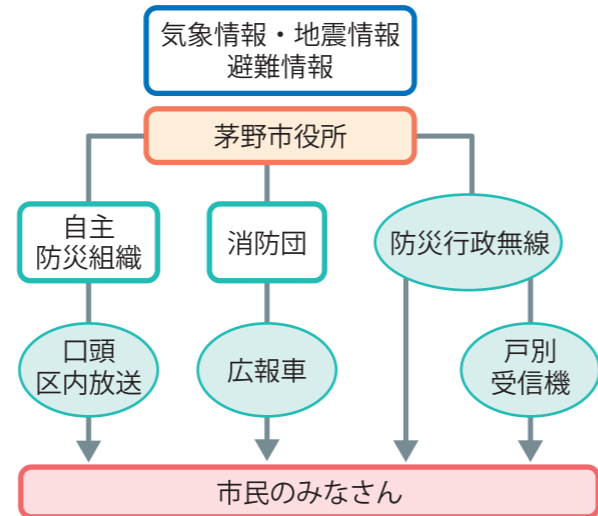 気象情報・地震情報
避難情報
茅野市役所
自主
防災組織
消防団
防災行政無線
口頭
区内放送
広報車
戸別
受信機
市民のみなさん